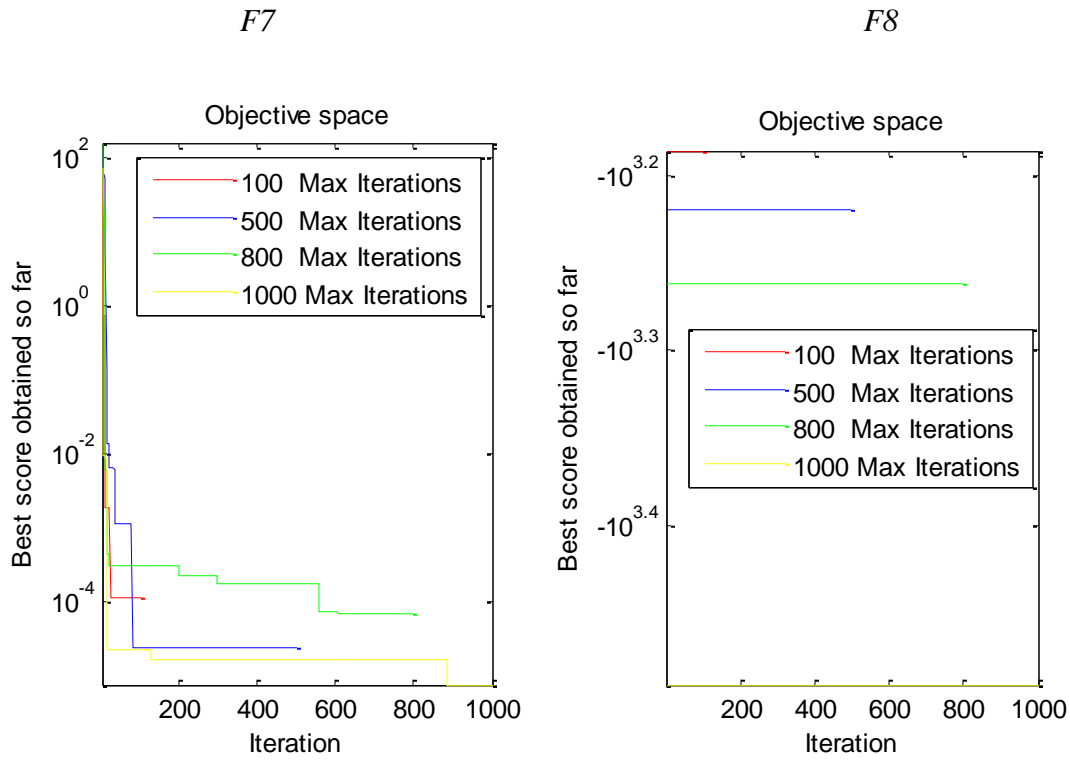 F7
F8
Objective space
10^2
10^0
10^-2
10^-4
Best score obtained so far
100 Max Iterations
500 Max Iterations
800 Max Iterations
1000 Max Iterations
200 400 600 800 1000
Iteration
Objective space
-10^3.2
-10^3.3
-10^3.4
Best score obtained so far
100 Max Iterations
500 Max Iterations
800 Max Iterations
1000 Max Iterations
200 400 600 800 1000
Iteration